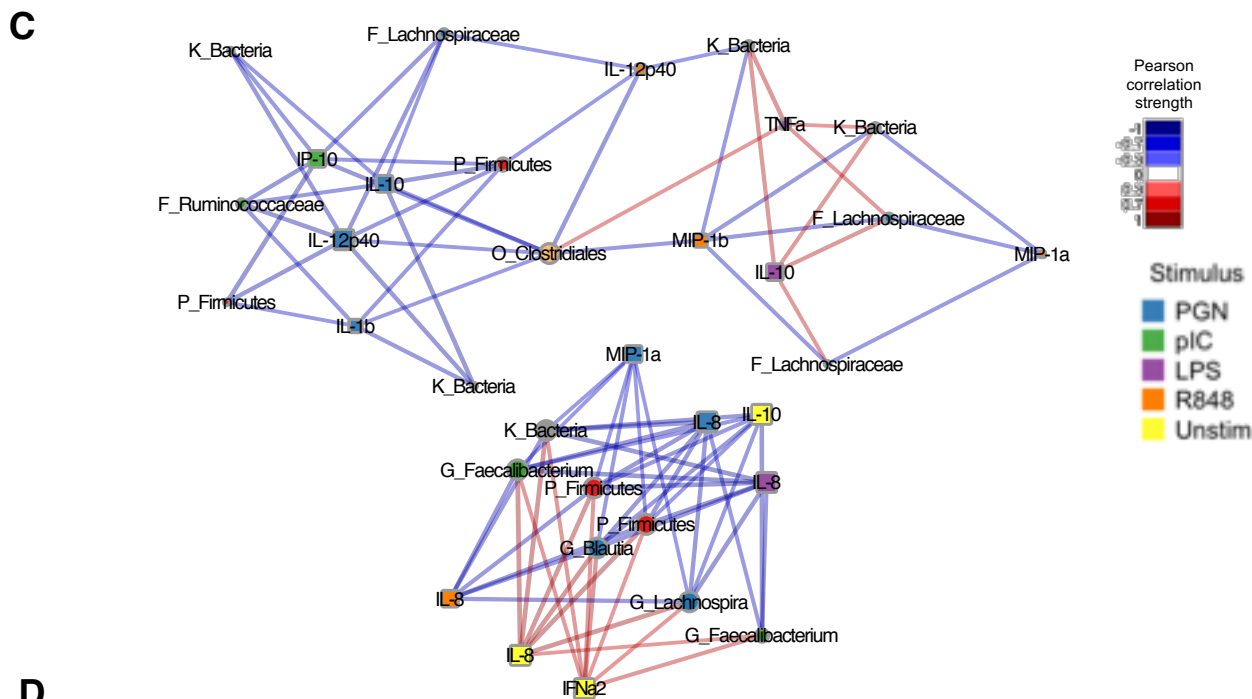 C
K_Bacteria
F_Lachnospiraceae
K_Bacteria
IL-12p40
Pearson
correlation
strength
-1
0
1
TNFa
K_Bacteria
IP-10
P_Firmicutes
IL-10
F_Ruminococcaceae
F_Lachnospiraceae
IL-12p40
MIP-1b
O_Clostridiales
MIP-1a
IL-10
Stimulus
P_Firmicutes
PGN
IL-1b
pIC
MIP-1a
F_Lachnospiraceae
LPS
K_Bacteria
R848
IL-10
IL-8
K_Bacteria
Unstim
G_Faecalibacterium
IL-8
P_Firmicutes
P_Firmicutes
G_Blautia
IL-8
G_Lachnospira
G_Faecalibacterium
IL-8
IFNa2
D